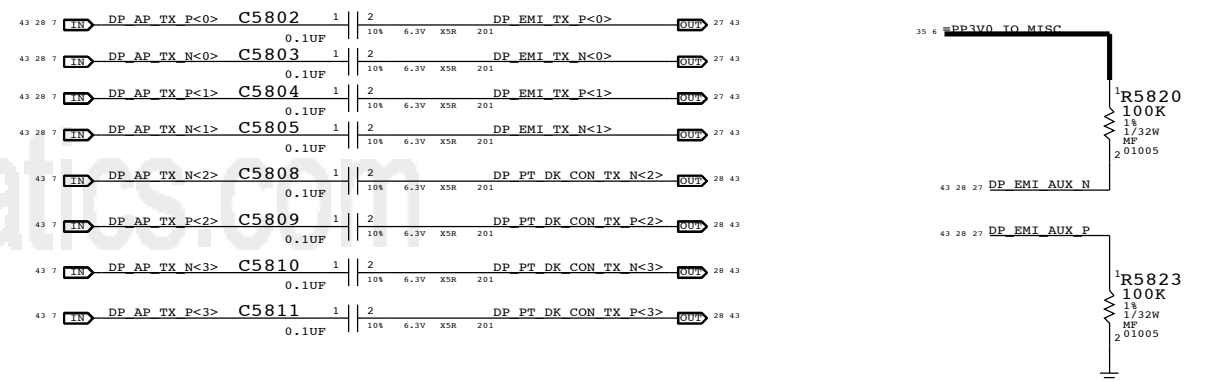 43 28 7 IN DP_AP_TX_P<0> C5802 1 2 DP_EMI_TX_P<0> OUT 27 43
0.1UF 10% 6.3V X5R 201
43 28 7 IN DP_AP_TX_N<0> C5803 1 2 DP_EMI_TX_N<0> OUT 27 43
0.1UF 10% 6.3V X5R 201
43 28 7 IN DP_AP_TX_P<1> C5804 1 2 DP_EMI_TX_P<1> OUT 27 43
0.1UF 10% 6.3V X5R 201
43 28 7 IN DP_AP_TX_N<1> C5805 1 2 DP_EMI_TX_N<1> OUT 27 43
0.1UF 10% 6.3V X5R 201
43 7 IN DP_AP_TX_N<2> C5808 1 2 DP_PT_DK_CON_TX_N<2> OUT 28 43
0.1UF 10% 6.3V X5R 201
43 7 IN DP_AP_TX_P<2> C5809 1 2 DP_PT_DK_CON_TX_P<2> OUT 28 43
0.1UF 10% 6.3V X5R 201
43 7 IN DP_AP_TX_N<3> C5810 1 2 DP_PT_DK_CON_TX_N<3> OUT 28 43
0.1UF 10% 6.3V X5R 201
43 7 IN DP_AP_TX_P<3> C5811 1 2 DP_PT_DK_CON_TX_P<3> OUT 28 43
0.1UF 10% 6.3V X5R 201
35 6 =PP3V0_IO_MISC
1 R5820
100K
1%
1/32W
MF
2 01005
43 28 27 DP_EMI_AUX_N
43 28 27 DP_EMI_AUX_P
1 R5823
100K
1%
1/32W
MF
2 01005
atics.com